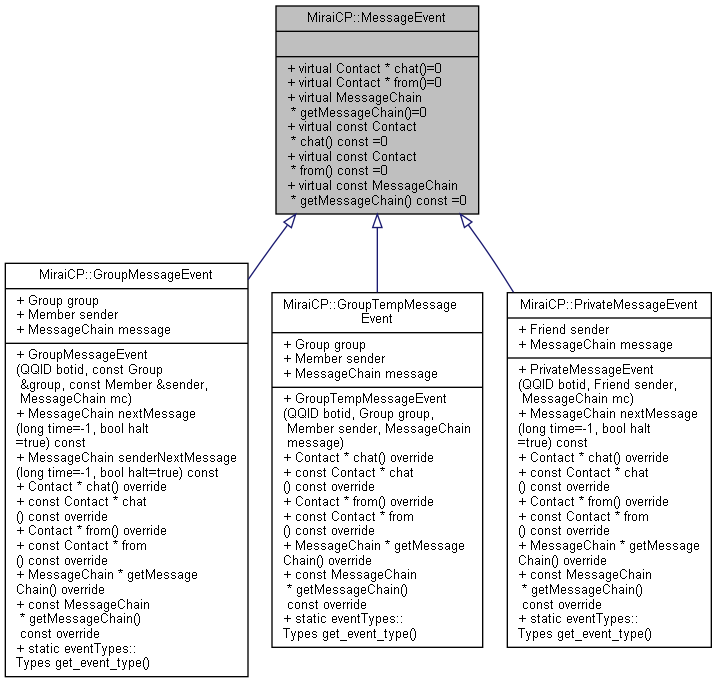 MiraiCP::MessageEvent
+ virtual Contact * chat()=0
+ virtual Contact * from()=0
+ virtual MessageChain
* getMessageChain()=0
+ virtual const Contact
* chat() const =0
+ virtual const Contact
* from() const =0
+ virtual const MessageChain
* getMessageChain() const =0
MiraiCP::GroupMessageEvent
+ Group group
+ Member sender
+ MessageChain message
+ GroupMessageEvent
(QQID botid, const Group
&group, const Member &sender,
MessageChain mc)
+ MessageChain nextMessage
(long time=-1, bool halt
=true) const
+ MessageChain senderNextMessage
(long time=-1, bool halt=true) const
+ Contact * chat() override
+ const Contact * chat
() const override
+ Contact * from() override
+ const Contact * from
() const override
+ MessageChain * getMessage
Chain() override
+ const MessageChain
* getMessageChain()
const override
+ static eventTypes::
Types get_event_type()
MiraiCP::GroupTempMessage
Event
+ Group group
+ Member sender
+ MessageChain message
+ GroupTempMessageEvent
(QQID botid, Group group,
Member sender, MessageChain
message)
+ Contact * chat() override
+ const Contact * chat
() const override
+ Contact * from() override
+ const Contact * from
() const override
+ MessageChain * getMessage
Chain() override
+ const MessageChain
* getMessageChain()
const override
+ static eventTypes::
Types get_event_type()
MiraiCP::PrivateMessageEvent
+ Friend sender
+ MessageChain message
+ PrivateMessageEvent
(QQID botid, Friend sender,
MessageChain mc)
+ MessageChain nextMessage
(long time=-1, bool halt
=true) const
+ Contact * chat() override
+ const Contact * chat
() const override
+ Contact * from() override
+ const Contact * from
() const override
+ MessageChain * getMessage
Chain() override
+ const MessageChain
* getMessageChain()
const override
+ static eventTypes::
Types get_event_type()